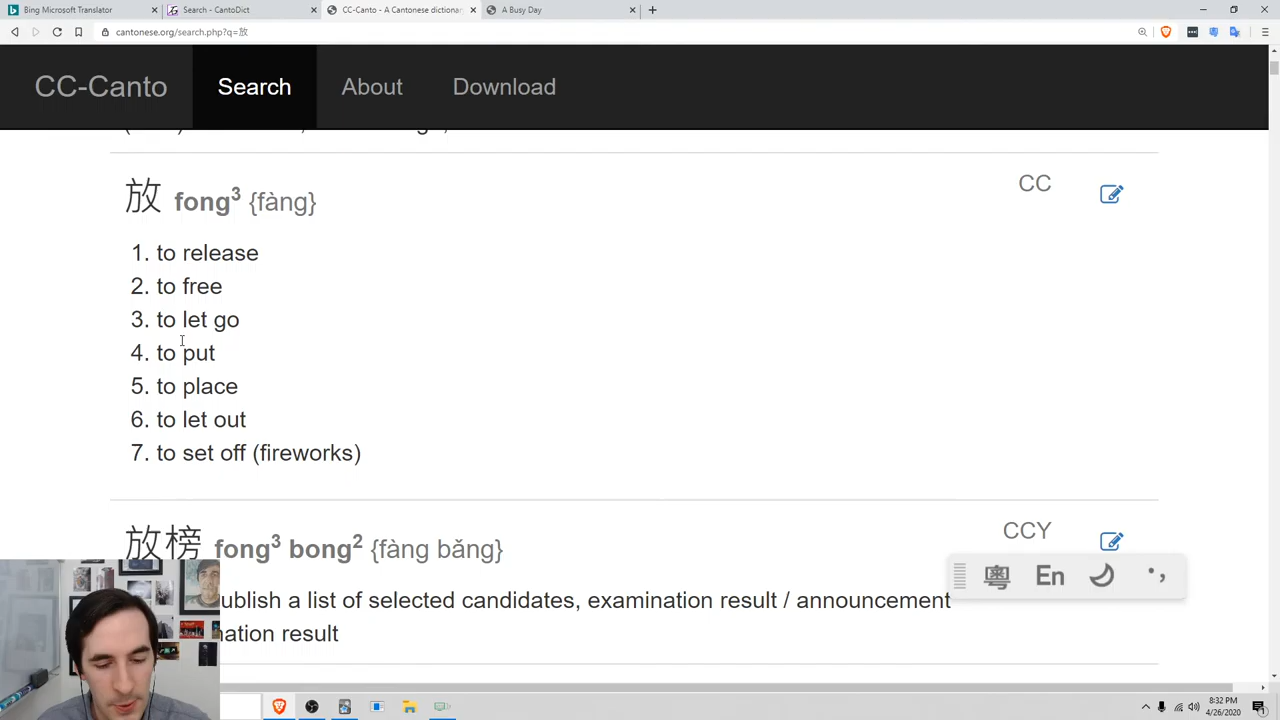 Bing Microsoft Translator
Search - CantoDict
CC-Canto - A Cantonese dictionary
A Busy Day
cantonese.org/search.php?q=放
CC-Canto
Search
About
Download
放 fong³ {fàng}
CC
1. to release
2. to free
3. to let go
4. to put
5. to place
6. to let out
7. to set off (fireworks)
放榜 fong³ bong² {fàng bǎng}
CCY
粵 En
ublish a list of selected candidates, examination result / announcement
nation result
8:32 PM
4/26/2020